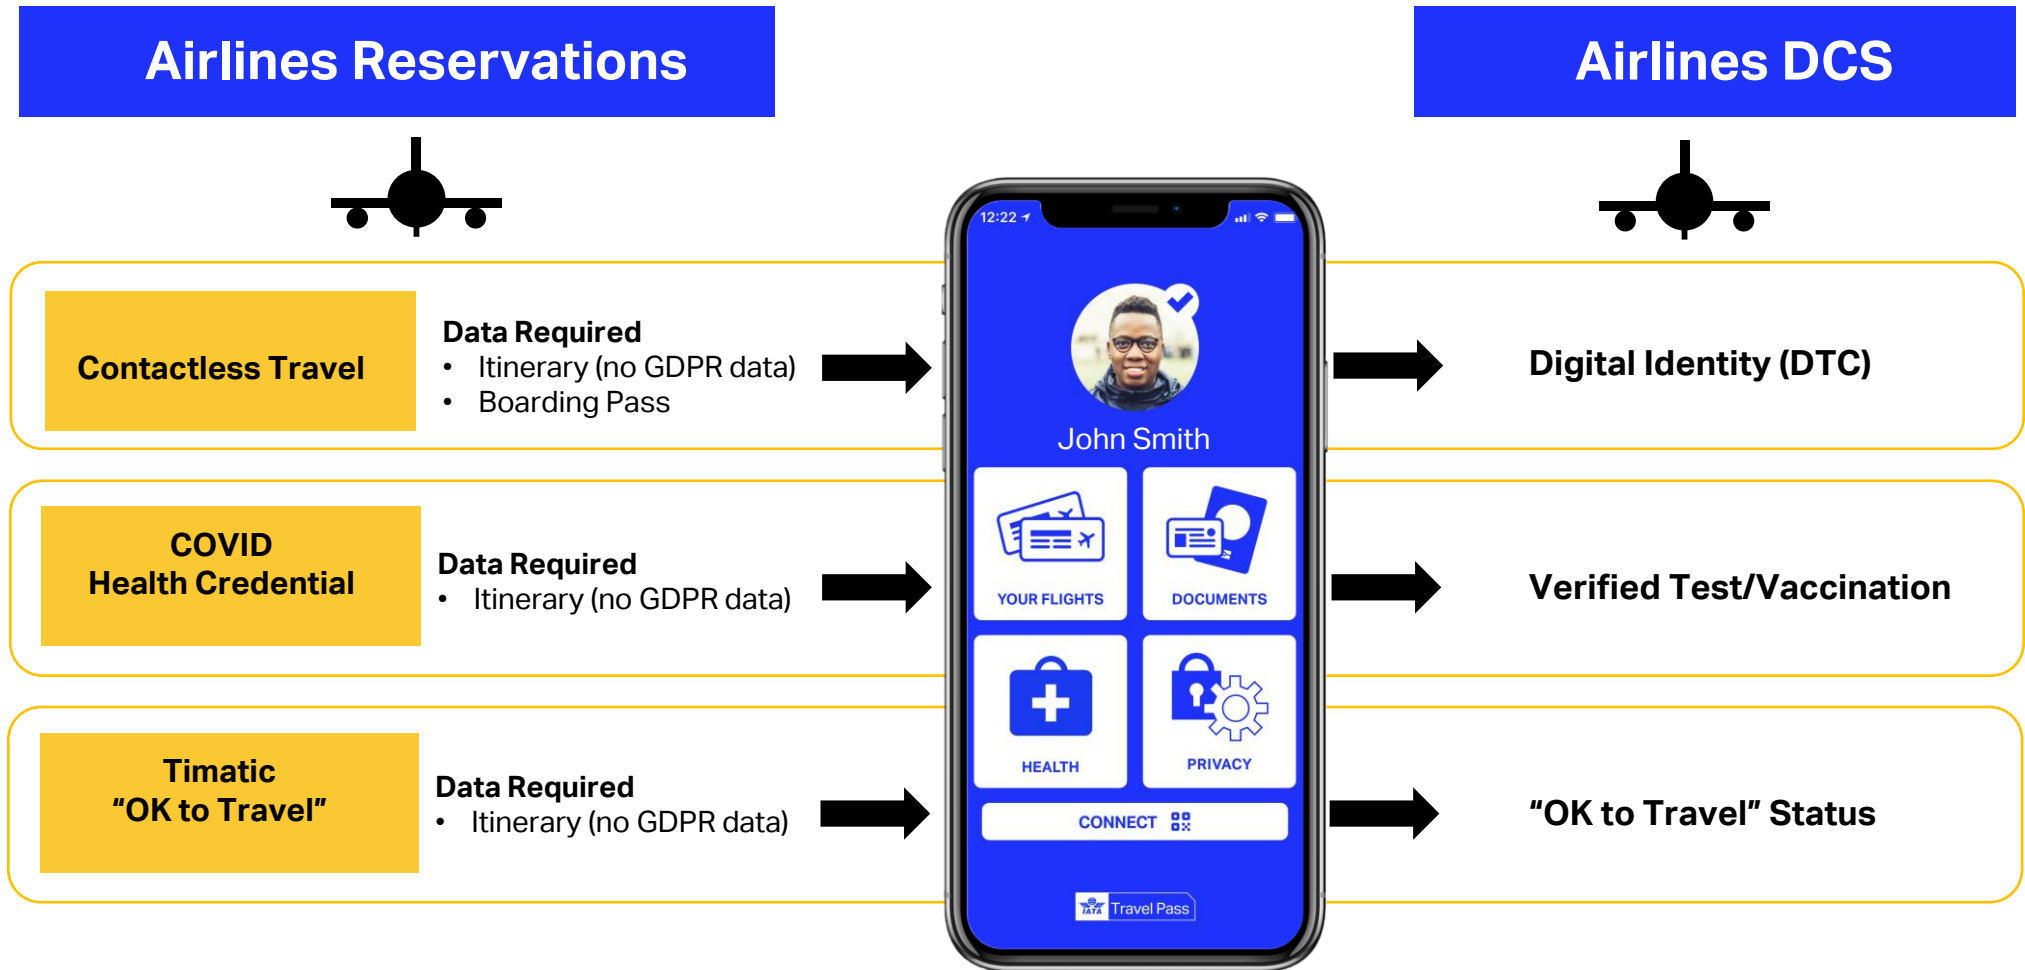 Airlines Reservations
Airlines DCS
12:22
Contactless Travel
Data Required
• Itinerary (no GDPR data)
• Boarding Pass
Digital Identity (DTC)
John Smith
COVID
Health Credential
Data Required
• Itinerary (no GDPR data)
YOUR FLIGHTS
DOCUMENTS
Verified Test/Vaccination
HEALTH
PRIVACY
Timatic
“OK to Travel”
Data Required
• Itinerary (no GDPR data)
CONNECT
“OK to Travel” Status
IATA Travel Pass